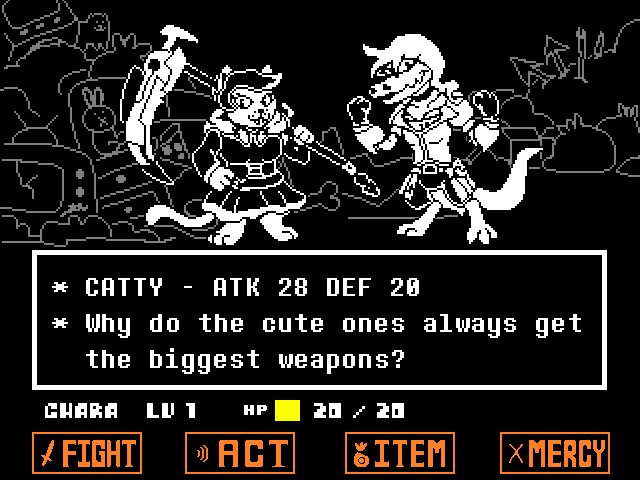 * CATTY - ATK 28 DEF 20
* Why do the cute ones always get
the biggest weapons?
CHARA LV 1 HP 20 / 20
FIGHT ACT ITEM MERCY